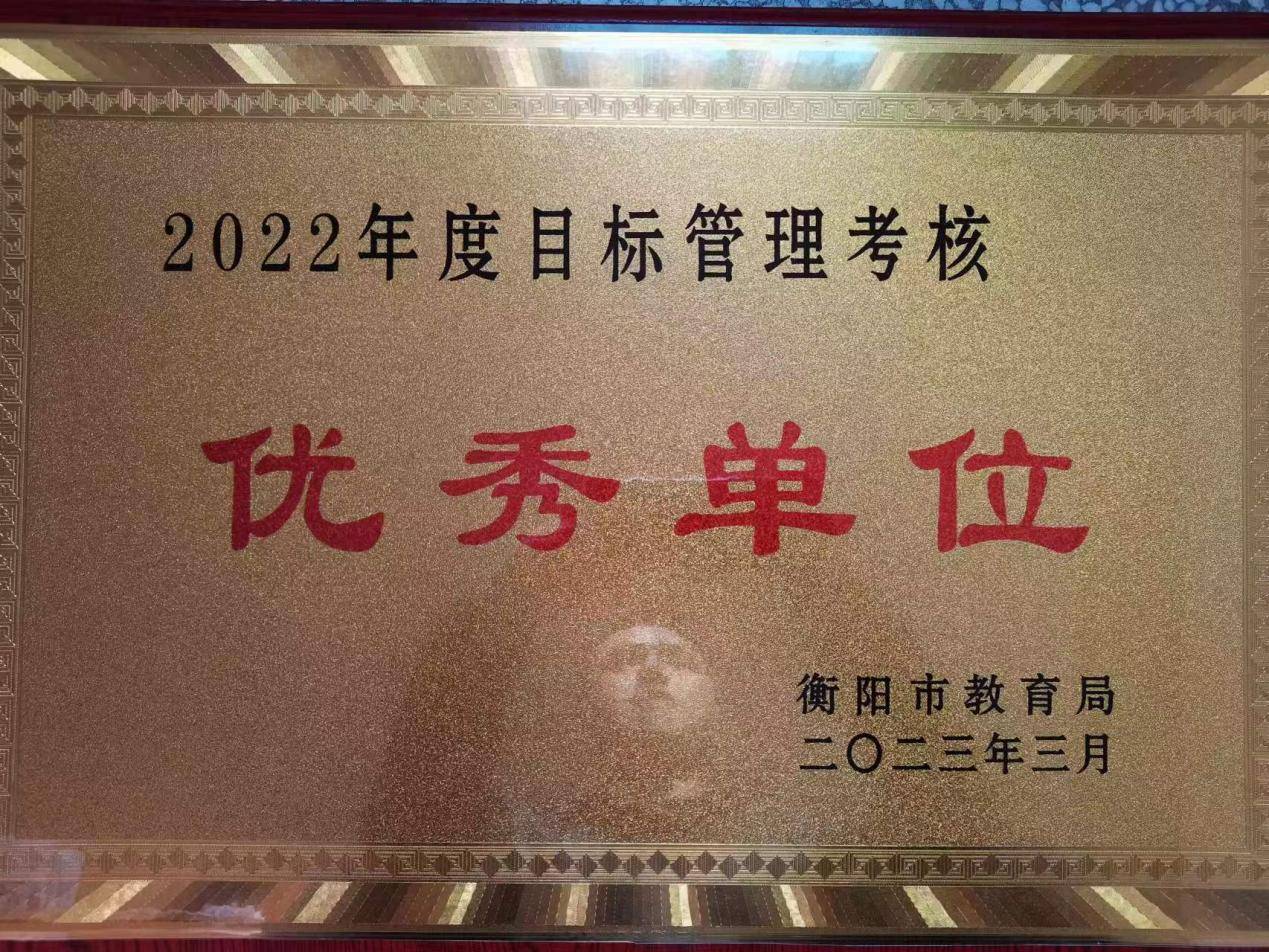 2022年度目标管理考核
优秀单位
衡阳市教育局
二〇二三年三月